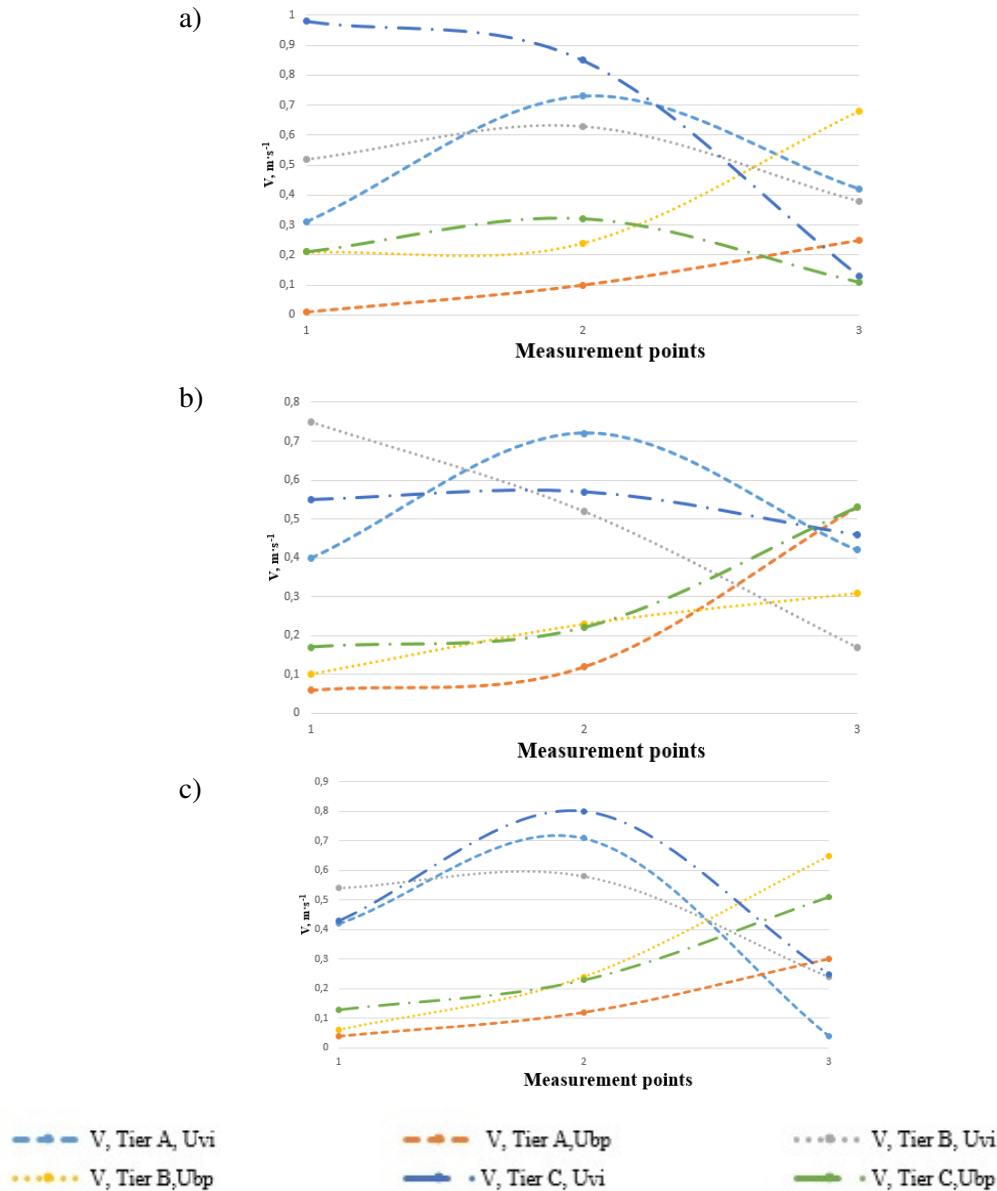 a)
1
0,9
0,8
0,7
0,6
0,5
0,4
0,3
0,2
0,1
0
V, m·s⁻¹
1 2 3
Measurement points
b)
0,8
0,7
0,6
0,5
0,4
0,3
0,2
0,1
0
V, m·s⁻¹
1 2 3
Measurement points
c)
0,9
0,8
0,7
0,6
0,5
0,4
0,3
0,2
0,1
0
V, m·s⁻¹
1 2 3
Measurement points
V, Tier A, Uvi V, Tier A,Ubp V, Tier B, Uvi
V, Tier B,Ubp V, Tier C, Uvi V, Tier C,Ubp